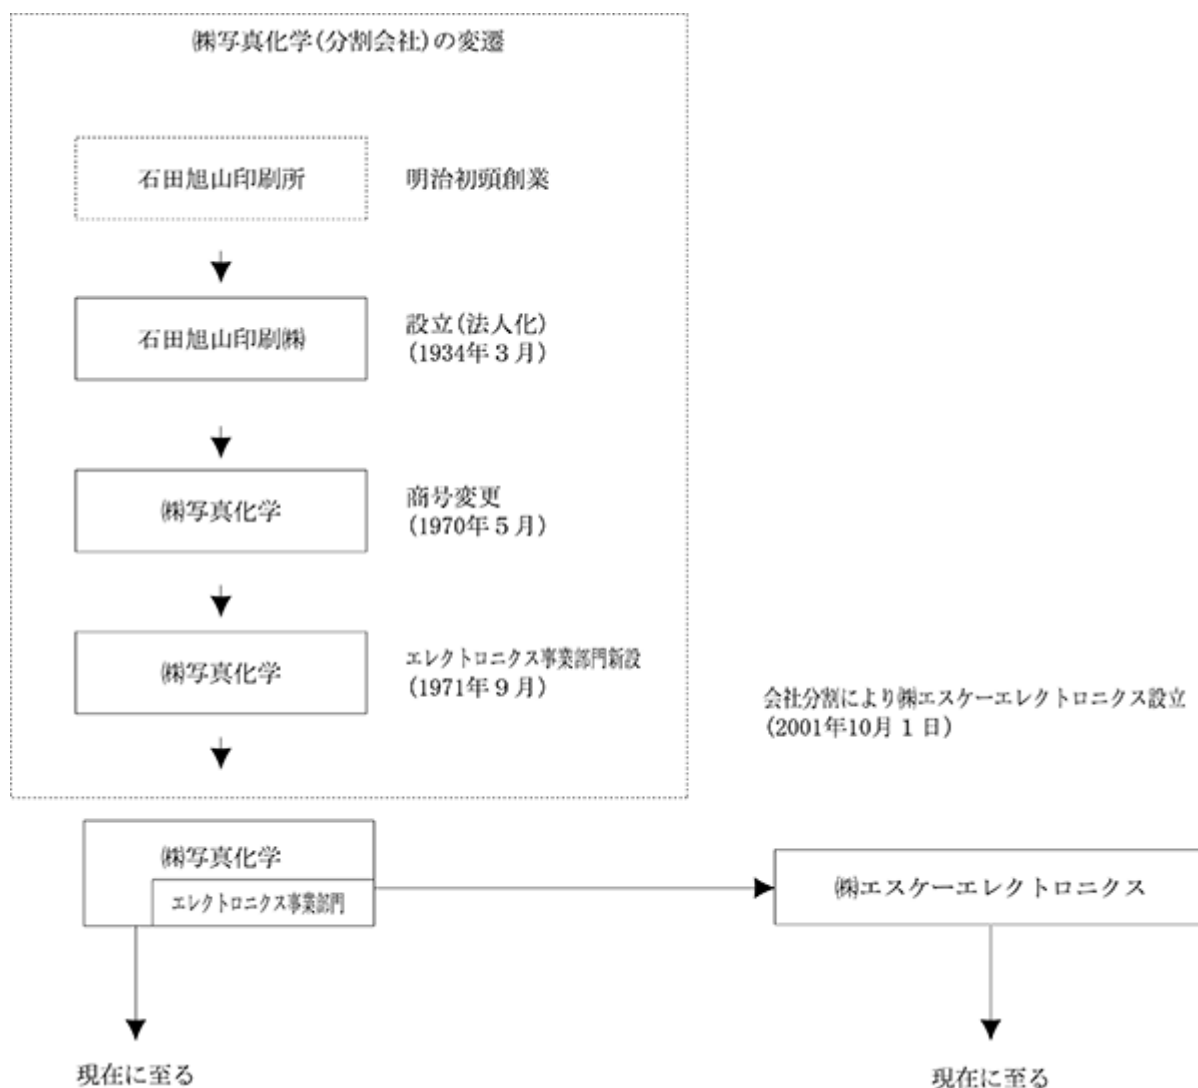 ㈱写真化学(分割会社)の変遷
石田旭山印刷所
明治初頭創業
石田旭山印刷㈱
設立(法人化)
(1934年３月)
㈱写真化学
商号変更
(1970年５月)
㈱写真化学
エレクトロニクス事業部門新設
(1971年９月)
会社分割により㈱エスケーエレクトロニクス設立
(2001年10月１日)
㈱写真化学
エレクトロニクス事業部門
㈱エスケーエレクトロニクス
現在に至る
現在に至る